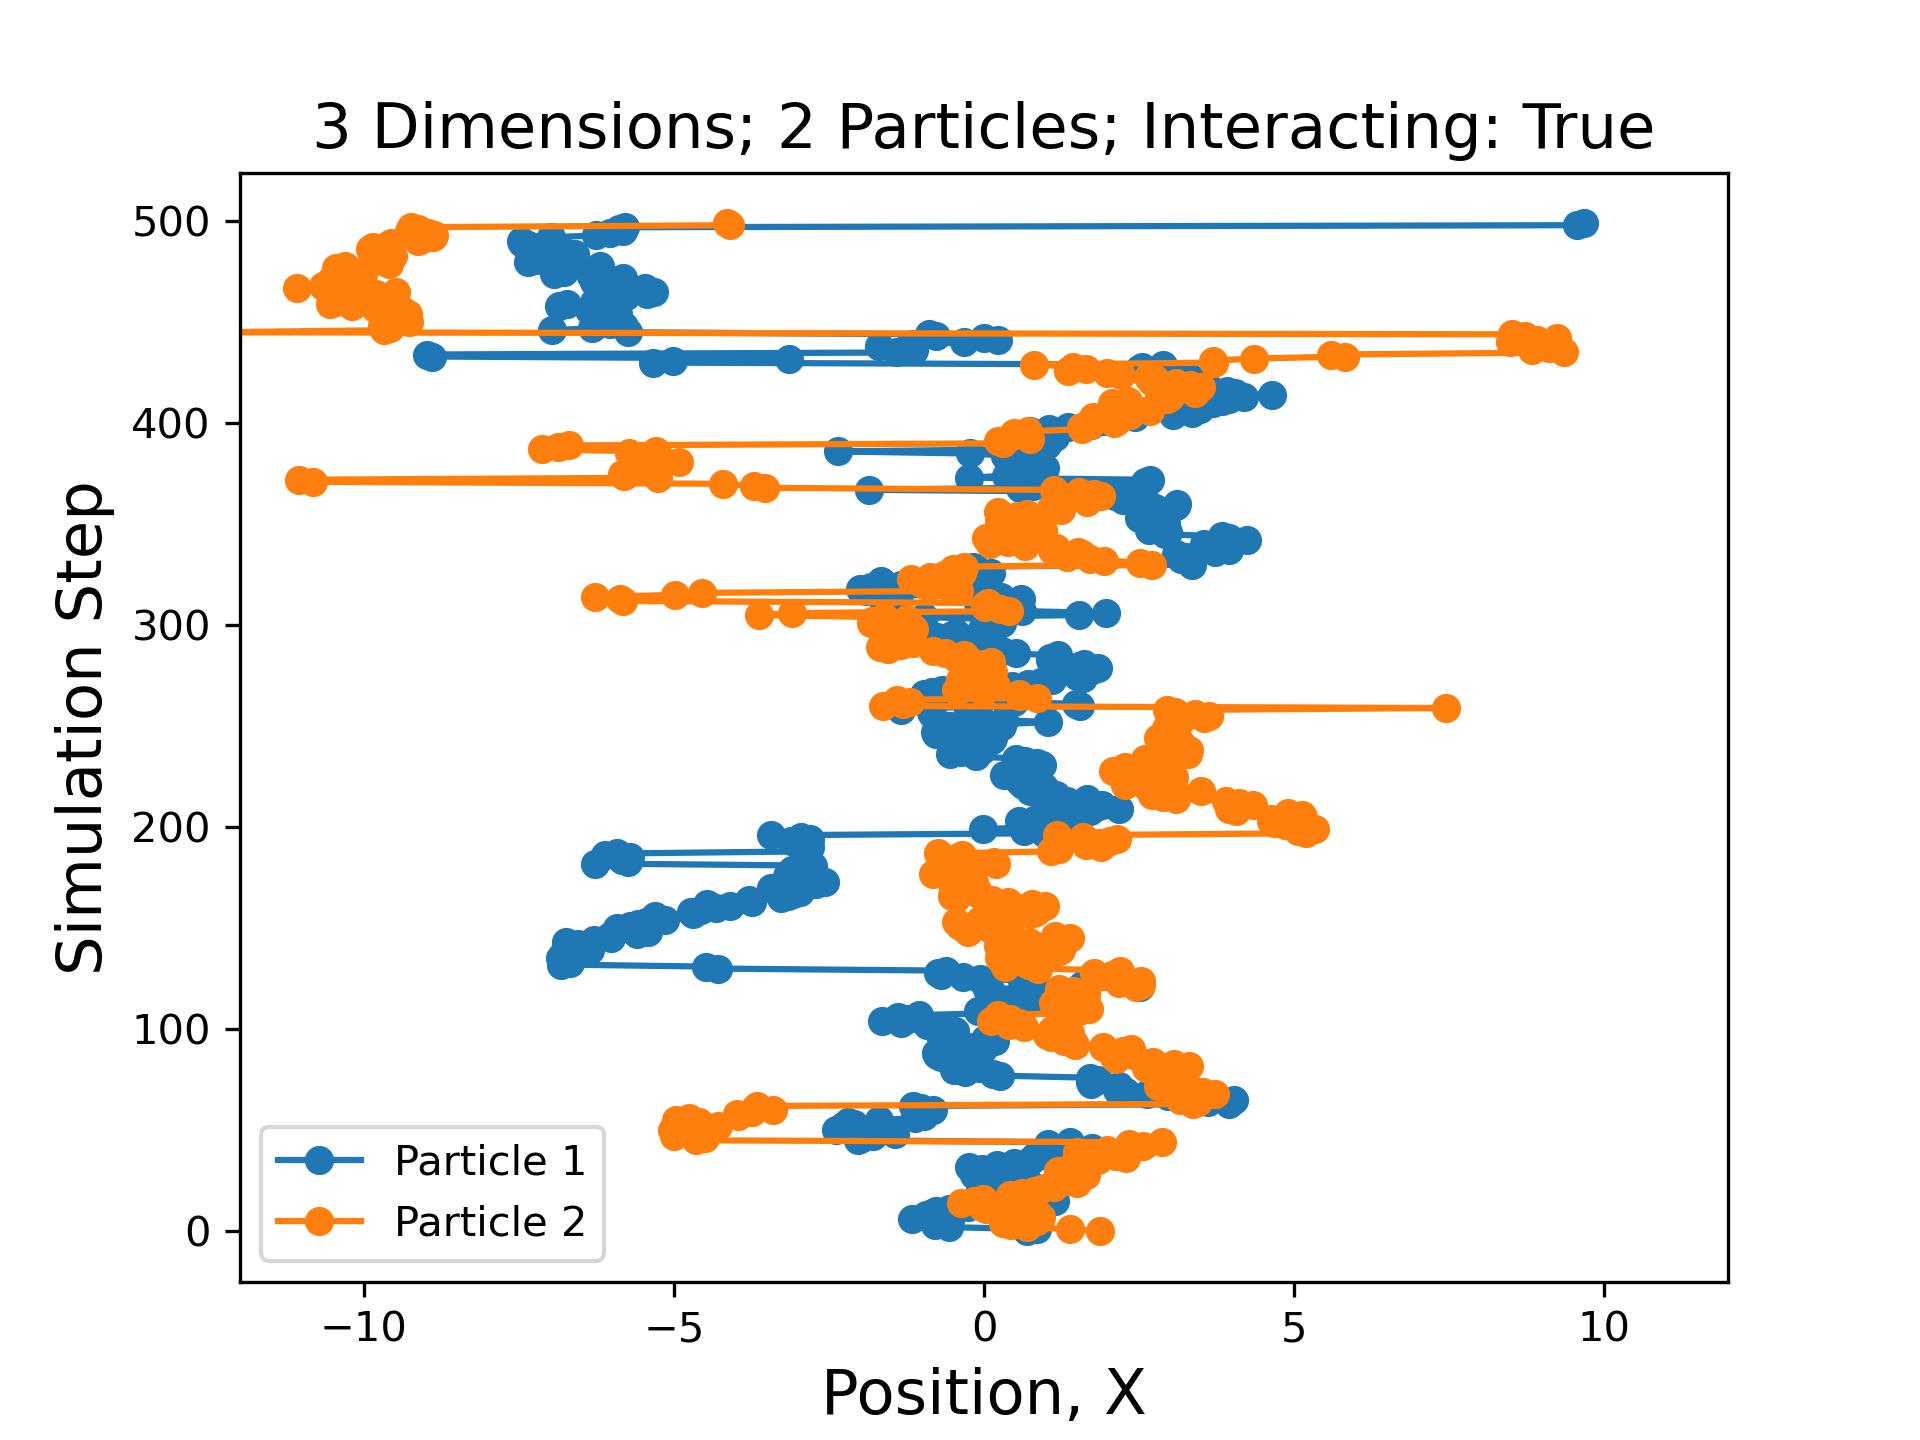 3 Dimensions; 2 Particles; Interacting: True
Simulation Step
500
400
300
200
100
0
Particle 1
Particle 2
−10
−5
0
5
10
Position, X